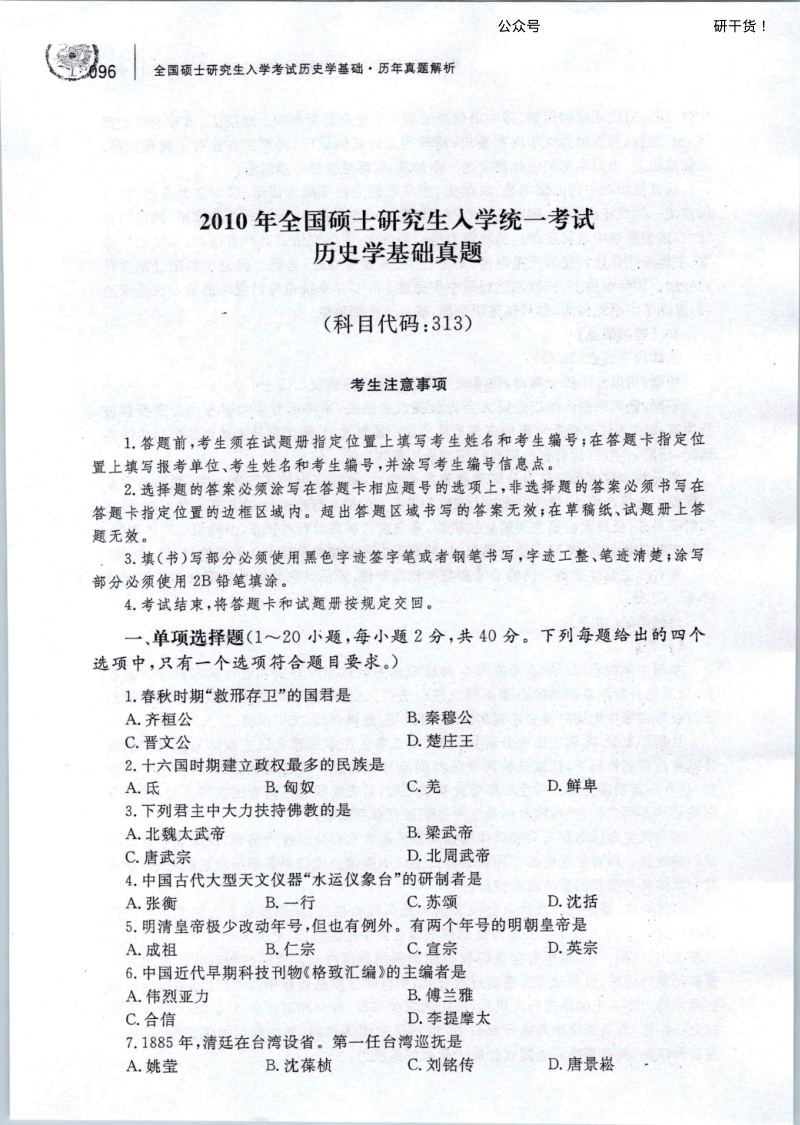 公众号 研干货！
096 全国硕士研究生入学考试历史学基础·历年真题解析
2010 年全国硕士研究生入学统一考试
历史学基础真题
(科目代码:313)
考生注意事项
1.答题前,考生须在试题册指定位置上填写考生姓名和考生编号;在答题卡指定位
置上填写报考单位、考生姓名和考生编号,并涂写考生编号信息点。
2.选择题的答案必须涂写在答题卡相应题号的选项上,非选择题的答案必须书写在
答题卡指定位置的边框区域内。超出答题区域书写的答案无效;在草稿纸、试题册上答
题无效。
3.填(书)写部分必须使用黑色字迹签字笔或者钢笔书写,字迹工整、笔迹清楚;涂写
部分必须使用 2B 铅笔填涂。
4.考试结束,将答题卡和试题册按规定交回。
一、单项选择题(1～20 小题,每小题 2 分,共 40 分。下列每题给出的四个
选项中,只有一个选项符合题目要求。)
1.春秋时期“救邢存卫”的国君是
A.齐桓公 B.秦穆公
C.晋文公 D.楚庄王
2.十六国时期建立政权最多的民族是
A.氐 B.匈奴 C.羌 D.鲜卑
3.下列君主中大力扶持佛教的是
A.北魏太武帝 B.梁武帝
C.唐武宗 D.北周武帝
4.中国古代大型天文仪器“水运仪象台”的研制者是
A.张衡 B.一行 C.苏颂 D.沈括
5.明清皇帝极少改动年号,但也有例外。有两个年号的明朝皇帝是
A.成祖 B.仁宗 C.宣宗 D.英宗
6.中国近代早期科技刊物《格致汇编》的主编者是
A.伟烈亚力 B.傅兰雅
C.合信 D.李提摩太
7.1885 年,清廷在台湾设省。第一任台湾巡抚是
A.姚莹 B.沈葆桢 C.刘铭传 D.唐景崧